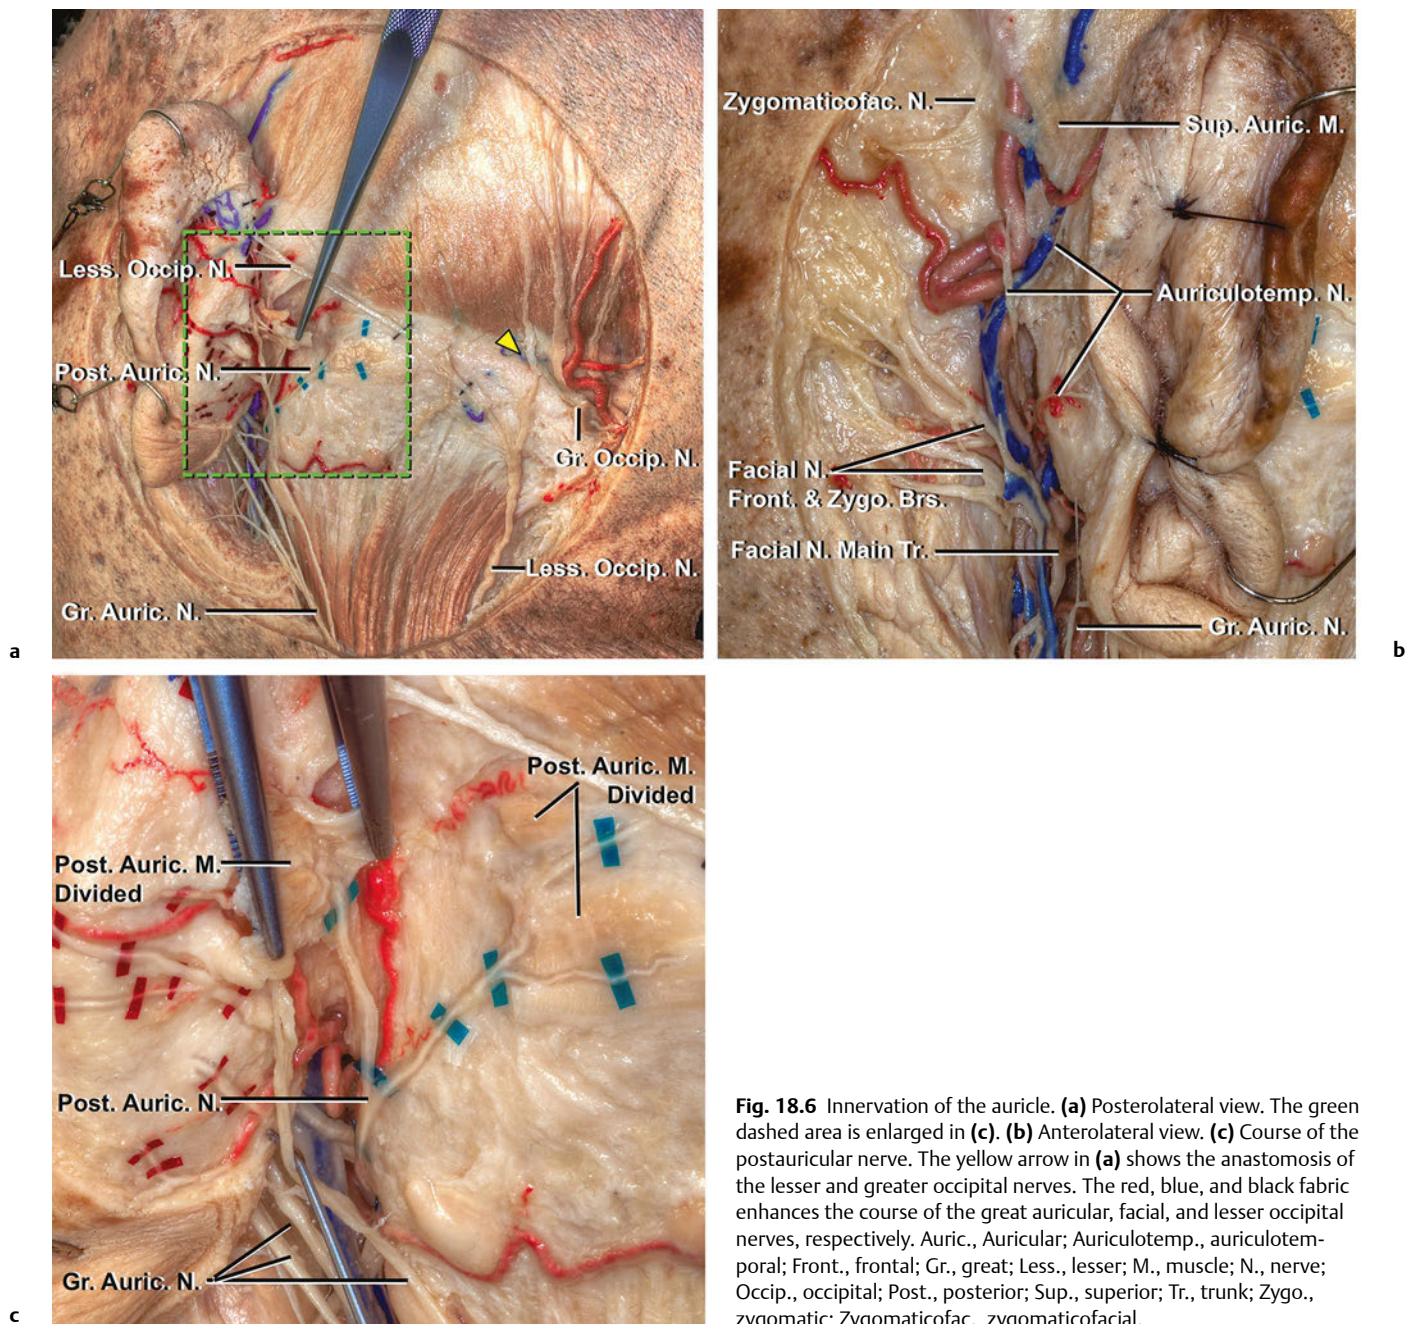 Less. Occip. N.
Post. Auric. N.
Gr. Occip. N.
Less. Occip. N.
Gr. Auric. N.
a
Zygomaticofac. N.
Sup. Auric. M.
Auriculotemp. N.
Facial N.
Front. & Zygo. Brs.
Facial N. Main Tr.
Gr. Auric. N.
b
Post. Auric. M.
Divided
Post. Auric. M.
Divided
Post. Auric. N.
Gr. Auric. N.
c
Fig. 18.6 Innervation of the auricle. (a) Posterolateral view. The green
dashed area is enlarged in (c). (b) Anterolateral view. (c) Course of the
postauricular nerve. The yellow arrow in (a) shows the anastomosis of
the lesser and greater occipital nerves. The red, blue, and black fabric
enhances the course of the great auricular, facial, and lesser occipital
nerves, respectively. Auric., Auricular; Auriculotemp., auriculotem-
poral; Front., frontal; Gr., great; Less., lesser; M., muscle; N., nerve;
Occip., occipital; Post., posterior; Sup., superior; Tr., trunk; Zygo.,
zygomatic; Zygomaticofac., zygomaticofacial.